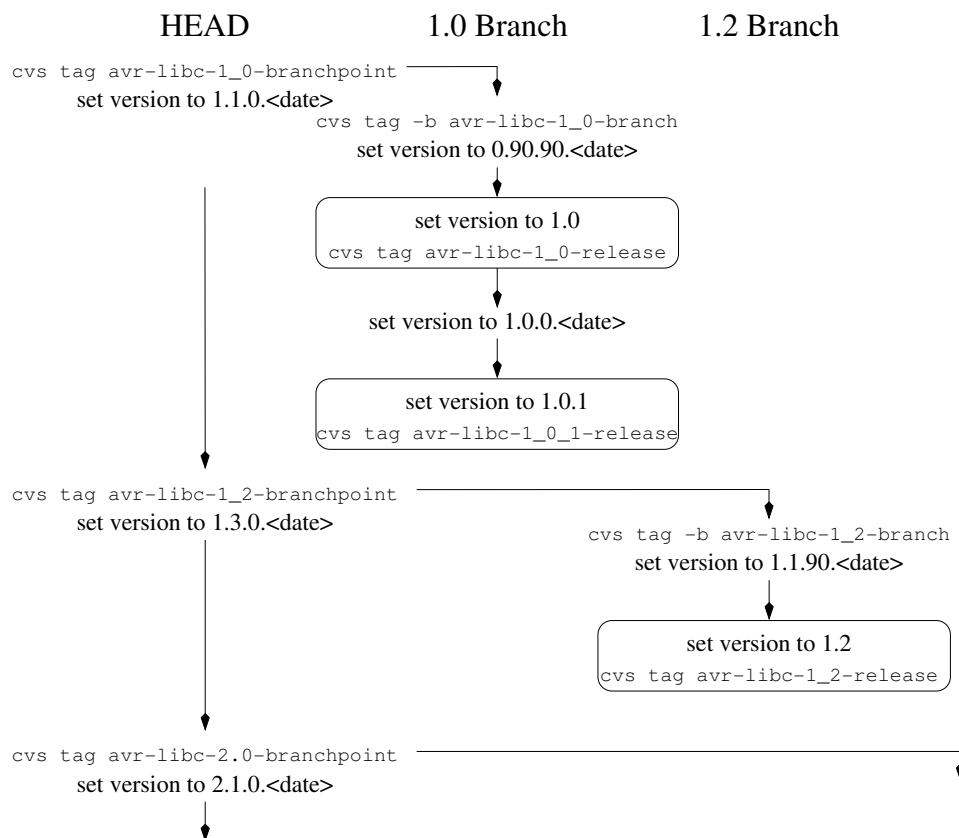 HEAD
1.0 Branch
1.2 Branch
cvs tag avr-libc-1_0-branchpoint
set version to 1.1.0.<date>
cvs tag -b avr-libc-1_0-branch
set version to 0.90.90.<date>
set version to 1.0
cvs tag avr-libc-1_0-release
set version to 1.0.0.<date>
set version to 1.0.1
cvs tag avr-libc-1_0_1-release
cvs tag avr-libc-1_2-branchpoint
set version to 1.3.0.<date>
cvs tag -b avr-libc-1_2-branch
set version to 1.1.90.<date>
set version to 1.2
cvs tag avr-libc-1_2-release
cvs tag avr-libc-2.0-branchpoint
set version to 2.1.0.<date>